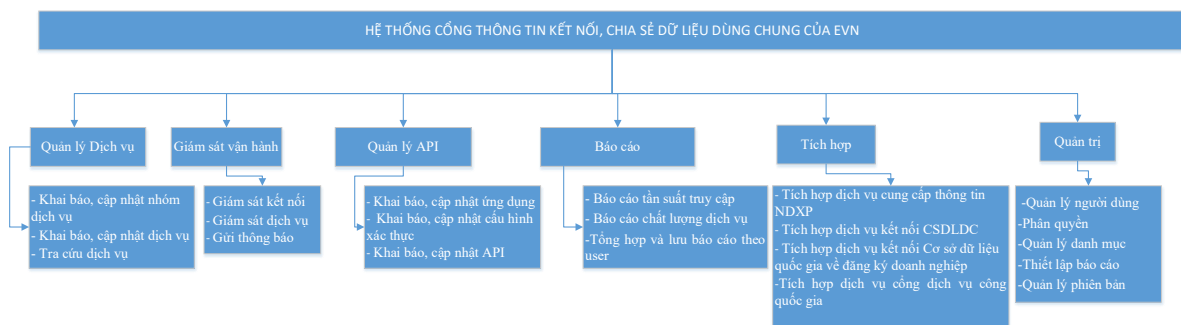 HỆ THỐNG CỔNG THÔNG TIN KẾT NỐI, CHIA SẺ DỮ LIỆU DÙNG CHUNG CỦA EVN
Quản lý Dịch vụ
Giám sát vận hành
Quản lý API
Báo cáo
Tích hợp
Quản trị
- Khai báo, cập nhật nhóm
dịch vụ
- Khai báo, cập nhật dịch vụ
- Tra cứu dịch vụ
- Giám sát kết nối
- Giám sát dịch vụ
- Gửi thông báo
- Khai báo, cập nhật ứng dụng
- Khai báo, cập nhật cấu hình
xác thực
- Khai báo, cập nhật API
- Báo cáo tần suất truy cập
- Báo cáo chất lượng dịch vụ
-Tổng hợp và lưu báo cáo theo
user
- Tích hợp dịch vụ cung cấp thông tin
NDXP
- Tích hợp dịch vụ kết nối CSDLDC
- Tích hợp dịch vụ kết nối Cơ sở dữ liệu
quốc gia về đăng ký doanh nghiệp
-Tích hợp dịch vụ cổng dịch vụ công
quốc gia
-Quản lý người dùng
-Phân quyền
-Quản lý danh mục
-Thiết lập báo cáo
-Quản lý phiên bản